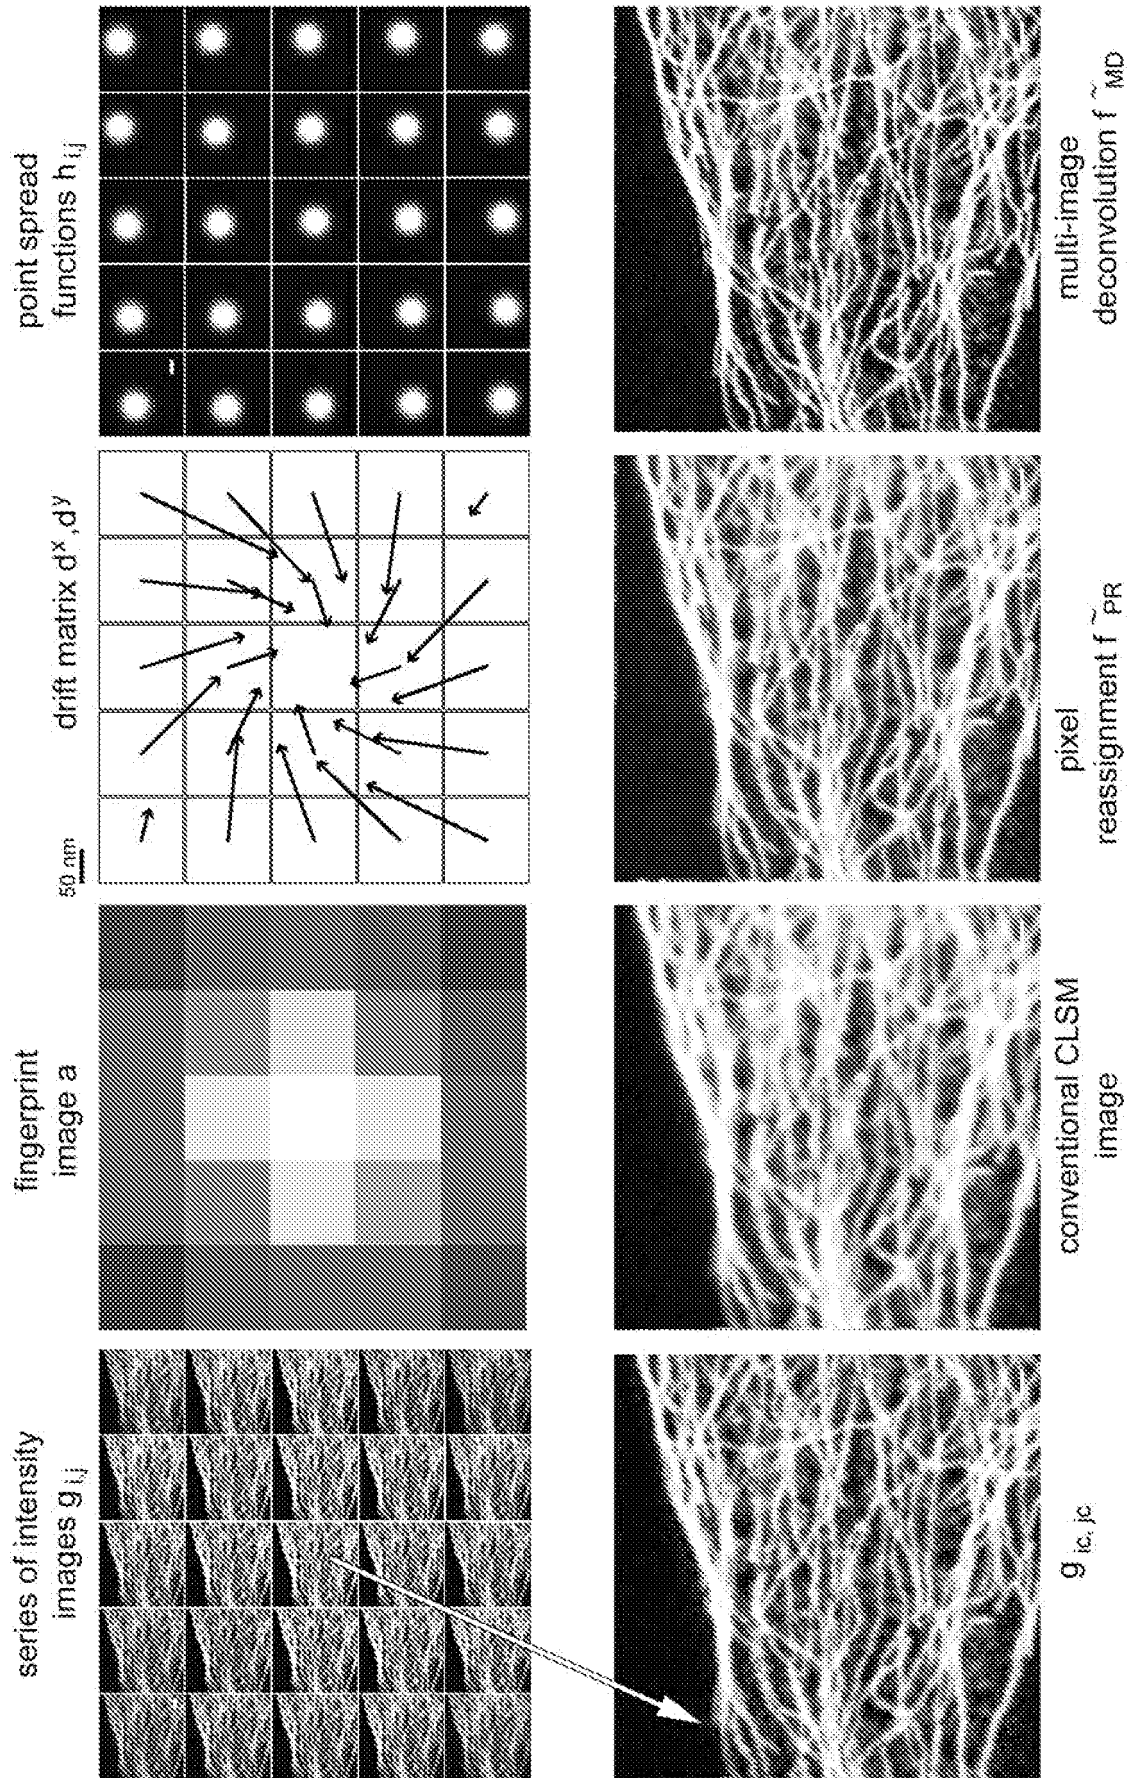 series of intensity
images g i,j
fingerprint
image a
50 nm
drift matrix d^x, d^y
point spread
functions h i,j
g ic, jc
conventional CLSM
image
pixel
reassignment f ~ PR
multi-image
deconvolution f ~ MD